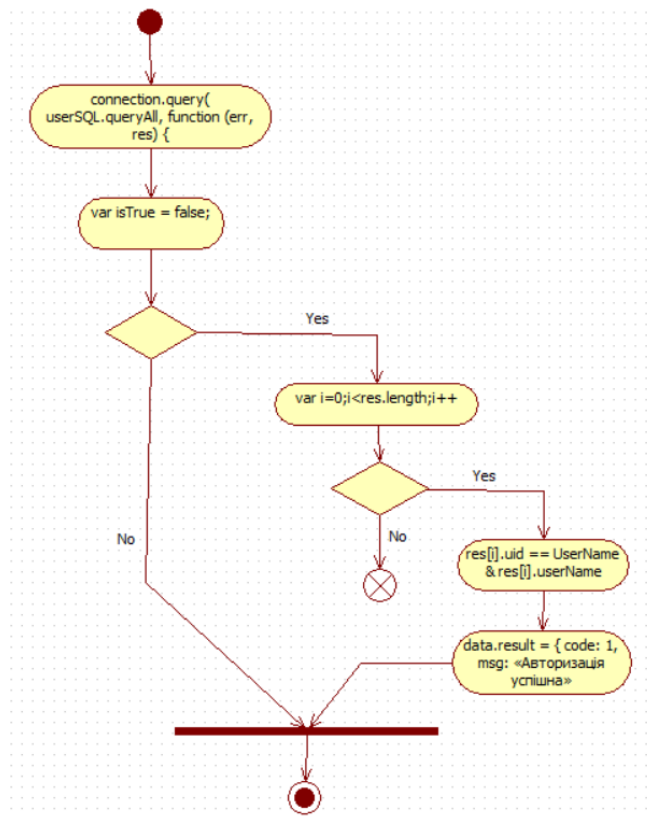 connection.query(
userSQL.queryAll, function (err,
res) {
var isTrue = false;
Yes
var i=0;i<res.length;i++
Yes
No
No
res[i].uid == UserName
& res[i].userName
data.result = { code: 1,
msg: «Авторизація
успішна»